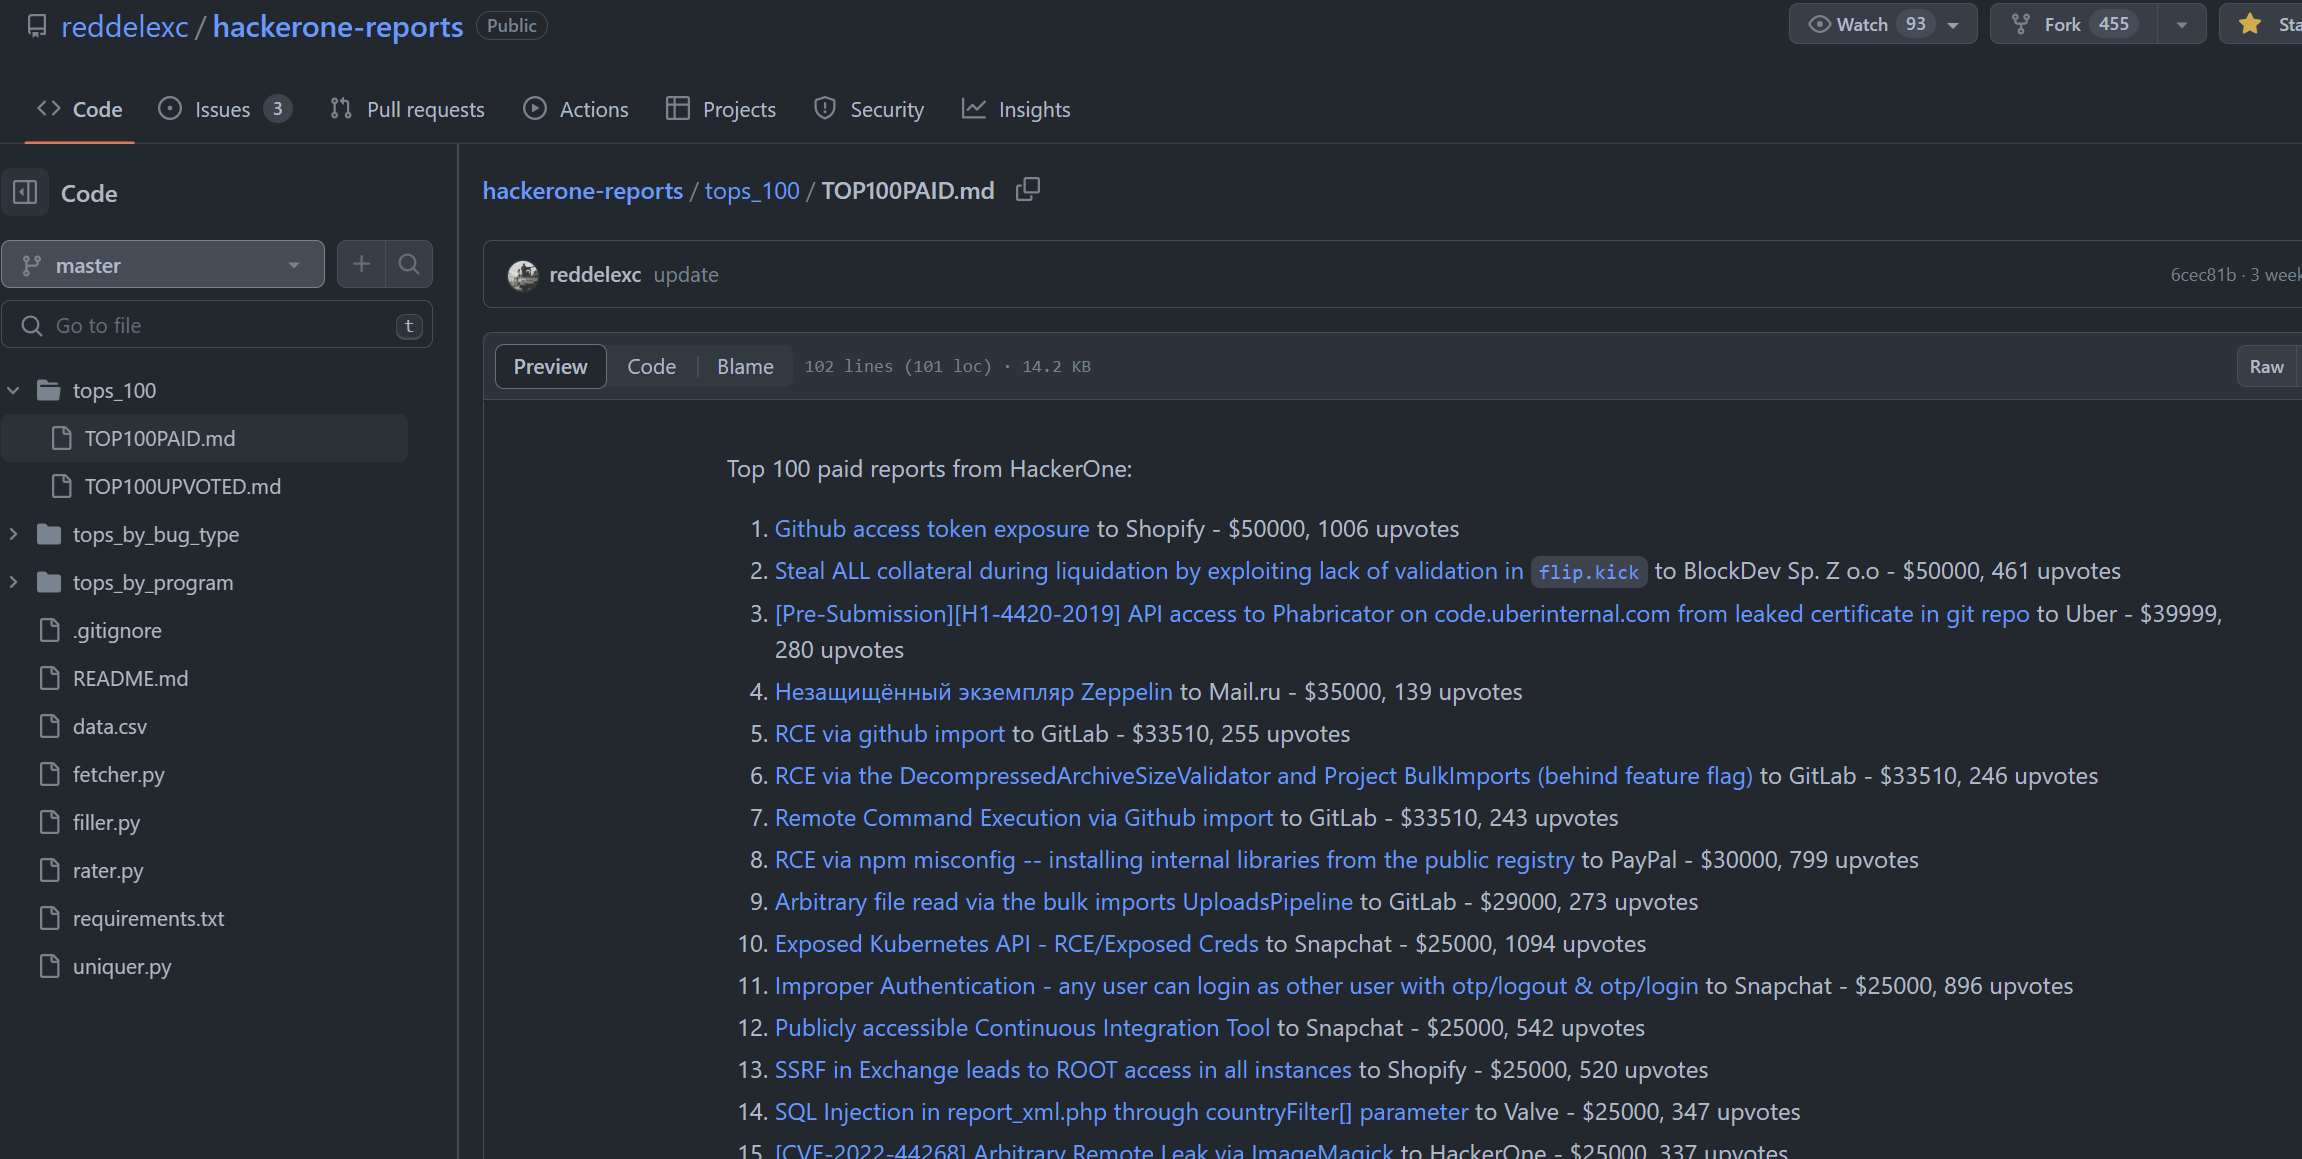 reddelexc / hackerone-reports Public
Watch 93 Fork 455
Code Issues 3 Pull requests Actions Projects Security Insights
Code
hackerone-reports / tops_100 / TOP100PAID.md
master
reddelexc update
Go to file t
Preview Code Blame 102 lines (101 loc) · 14.2 KB Raw
tops_100
TOP100PAID.md
TOP100UPVOTED.md
tops_by_bug_type
tops_by_program
.gitignore
README.md
data.csv
fetcher.py
filler.py
rater.py
requirements.txt
uniquer.py
6cec81b · 3
Top 100 paid reports from HackerOne:
1. Github access token exposure to Shopify - $50000, 1006 upvotes
2. Steal ALL collateral during liquidation by exploiting lack of validation in flip.kick to BlockDev Sp. Z o.o - $50000, 461 upvotes
3. [Pre-Submission][H1-4420-2019] API access to Phabricator on code.uberinternal.com from leaked certificate in git repo to Uber - $39999,
280 upvotes
4. Незащищённый экземпляр Zeppelin to Mail.ru - $35000, 139 upvotes
5. RCE via github import to GitLab - $33510, 255 upvotes
6. RCE via the DecompressedArchiveSizeValidator and Project BulkImports (behind feature flag) to GitLab - $33510, 246 upvotes
7. Remote Command Execution via Github import to GitLab - $33510, 243 upvotes
8. RCE via npm misconfig -- installing internal libraries from the public registry to PayPal - $30000, 799 upvotes
9. Arbitrary file read via the bulk imports UploadsPipeline to GitLab - $29000, 273 upvotes
10. Exposed Kubernetes API - RCE/Exposed Creds to Snapchat - $25000, 1094 upvotes
11. Improper Authentication - any user can login as other user with otp/logout & otp/login to Snapchat - $25000, 896 upvotes
12. Publicly accessible Continuous Integration Tool to Snapchat - $25000, 542 upvotes
13. SSRF in Exchange leads to ROOT access in all instances to Shopify - $25000, 520 upvotes
14. SQL Injection in report_xml.php through countryFilter[] parameter to Valve - $25000, 347 upvotes
15. [CVE-2022-44268] Arbitrary Remote Leak via ImageMagick to HackerOne - $25000, 337 upvotes